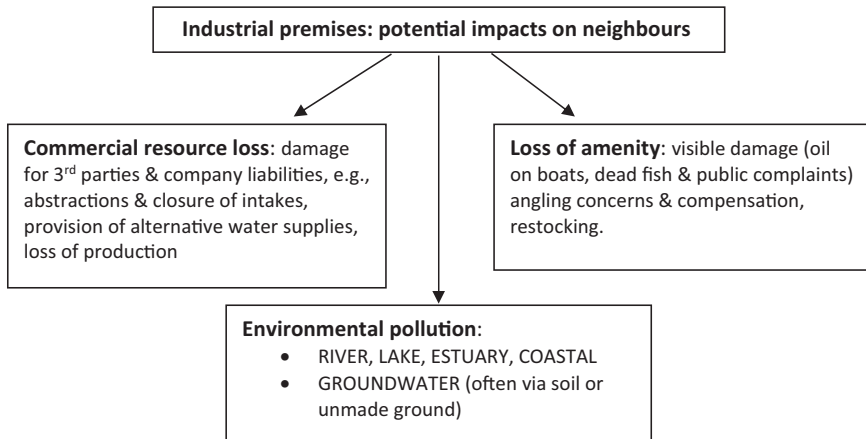 Industrial premises: potential impacts on neighbours
Commercial resource loss: damage
for 3rd parties & company liabilities, e.g.,
abstractions & closure of intakes,
provision of alternative water supplies,
loss of production
Loss of amenity: visible damage (oil
on boats, dead fish & public complaints)
angling concerns & compensation,
restocking.
Environmental pollution:
• RIVER, LAKE, ESTUARY, COASTAL
• GROUNDWATER (often via soil or
unmade ground)